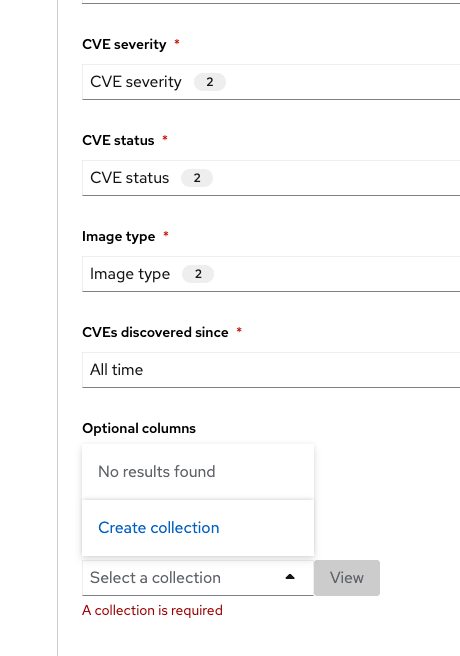 CVE severity *
CVE severity 2
CVE status *
CVE status 2
Image type *
Image type 2
CVEs discovered since *
All time
Optional columns
No results found
Create collection
Select a collection View
A collection is required